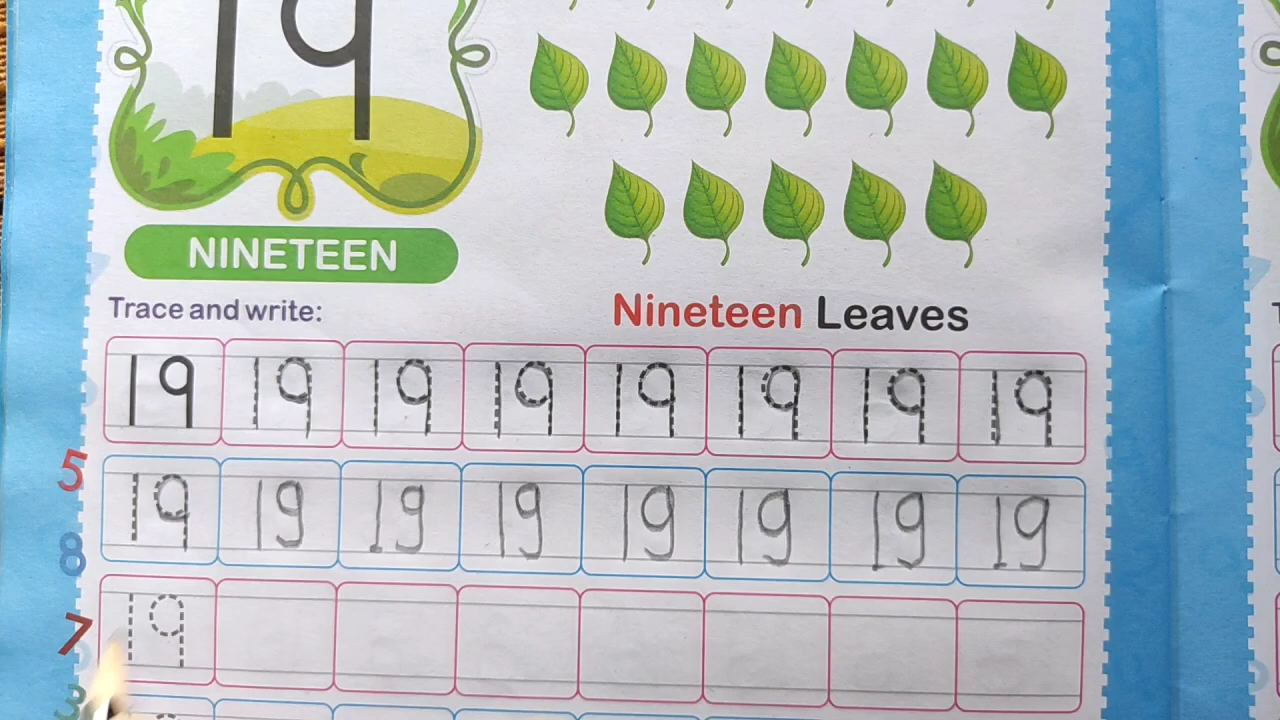 19
NINETEEN
Trace and write:
Nineteen Leaves
19 19 19 19 19 19 19 19
5
19 19 19 19 19 19 19 19
8
7 19
3